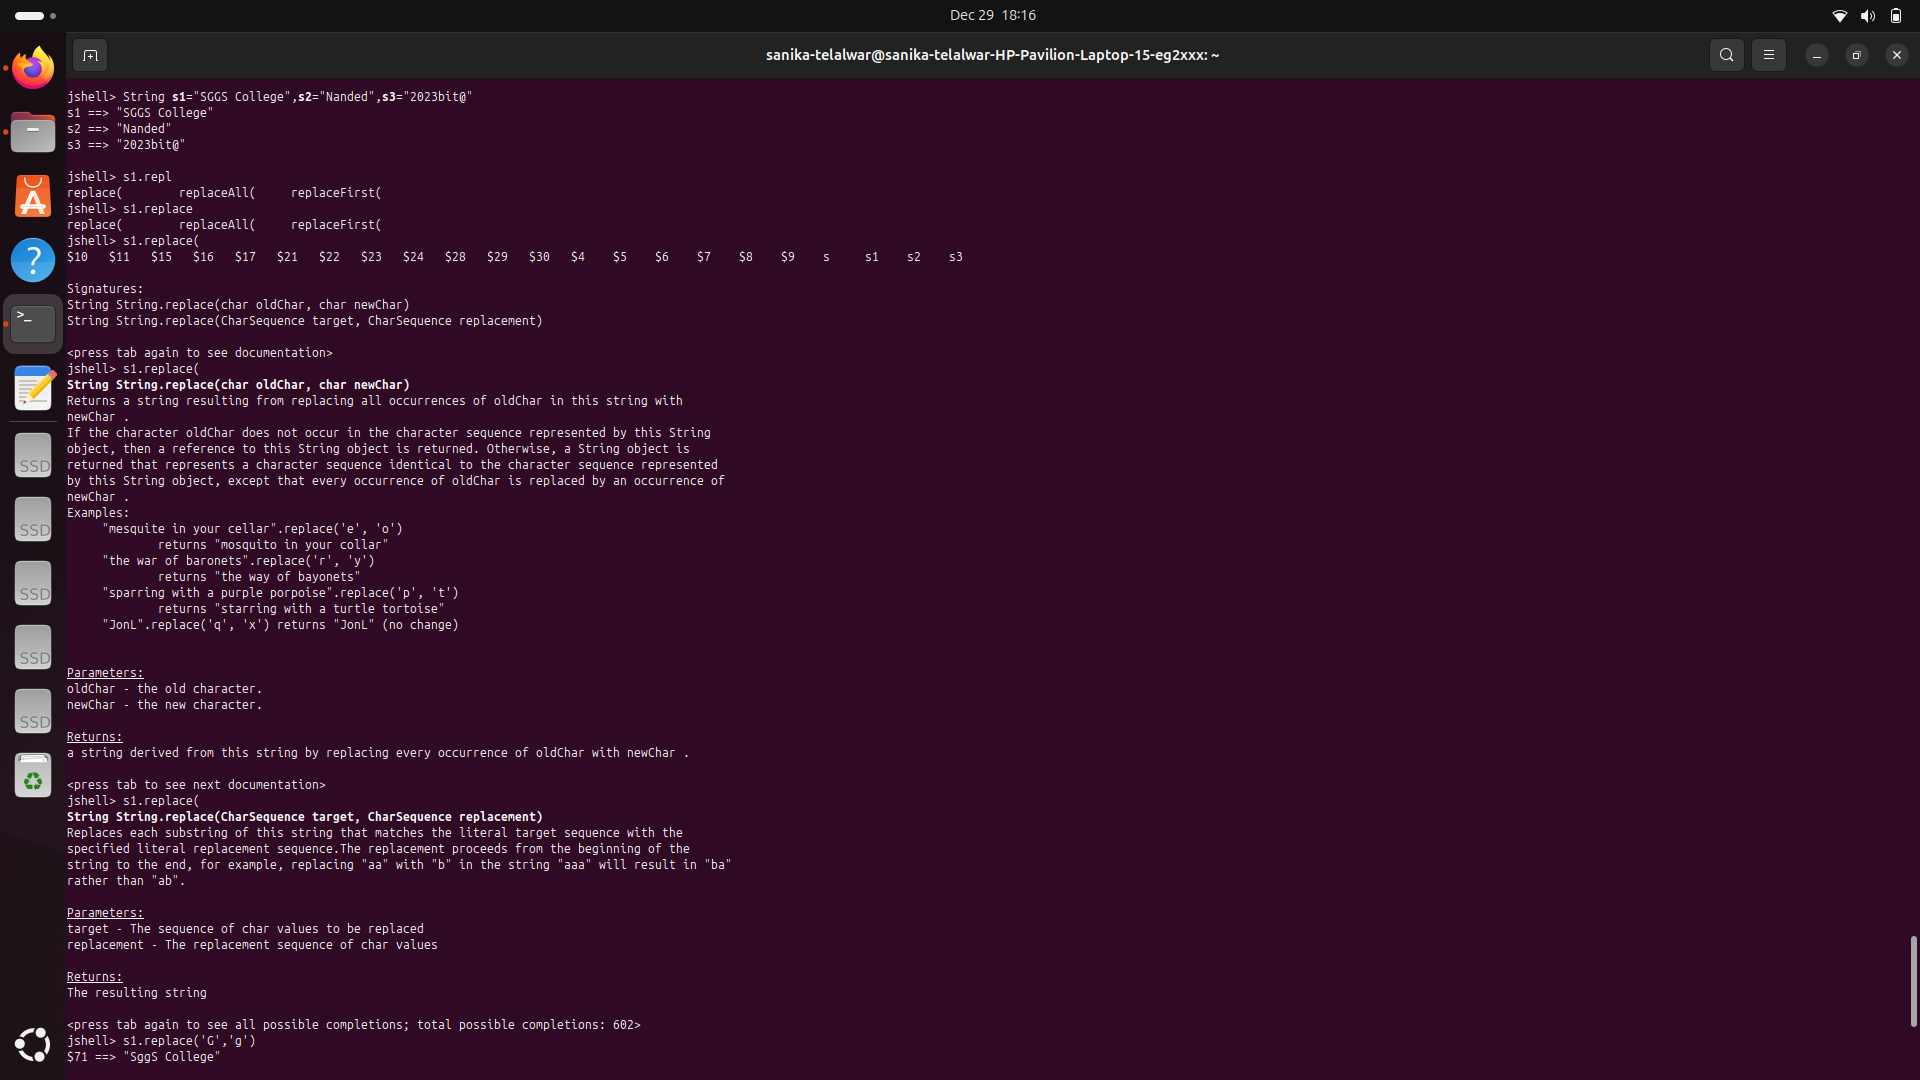 Dec 29 18:16
sanika-telalwar@sanika-telalwar-HP-Pavilion-Laptop-15-eg2xxx: ~
jshell> String s1="SGGS College",s2="Nanded",s3="2023bit@"
s1 ==> "SGGS College"
s2 ==> "Nanded"
s3 ==> "2023bit@"
jshell> s1.repl
replace( replaceAll( replaceFirst(
jshell> s1.replace
replace( replaceAll( replaceFirst(
jshell> s1.replace(
$10 $11 $15 $16 $17 $21 $22 $23 $24 $28 $29 $30 $4 $5 $6 $7 $8 $9 s s1 s2 s3
Signatures:
String String.replace(char oldChar, char newChar)
String String.replace(CharSequence target, CharSequence replacement)
<press tab again to see documentation>
jshell> s1.replace(
String String.replace(char oldChar, char newChar)
Returns a string resulting from replacing all occurrences of oldChar in this string with
newChar .
If the character oldChar does not occur in the character sequence represented by this String
object, then a reference to this String object is returned. Otherwise, a String object is
returned that represents a character sequence identical to the character sequence represented
by this String object, except that every occurrence of oldChar is replaced by an occurrence of
newChar .
Examples:
"mesquite in your cellar".replace('e', 'o')
returns "mosquito in your collar"
"the war of baronets".replace('r', 'y')
returns "the way of bayonets"
"sparring with a purple porpoise".replace('p', 't')
returns "starring with a turtle tortoise"
"JonL".replace('q', 'x') returns "JonL" (no change)
Parameters:
oldChar - the old character.
newChar - the new character.
Returns:
a string derived from this string by replacing every occurrence of oldChar with newChar .
<press tab to see next documentation>
jshell> s1.replace(
String String.replace(CharSequence target, CharSequence replacement)
Replaces each substring of this string that matches the literal target sequence with the
specified literal replacement sequence.The replacement proceeds from the beginning of the
string to the end, for example, replacing "aa" with "b" in the string "aaa" will result in "ba"
rather than "ab".
Parameters:
target - The sequence of char values to be replaced
replacement - The replacement sequence of char values
Returns:
The resulting string
<press tab again to see all possible completions; total possible completions: 602>
jshell> s1.replace('G','g')
$71 ==> "SggS College"
SSD
SSD
SSD
SSD
SSD